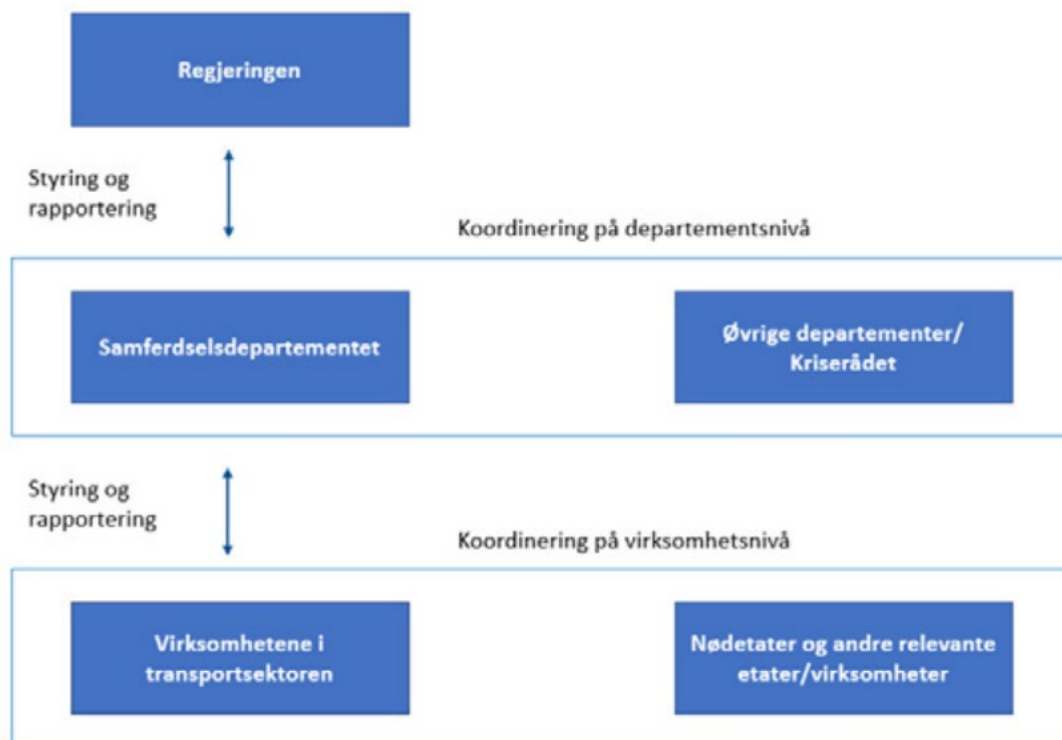 Regjeringen
Styring og
rapportering
Koordinering på departementsnivå
Samferdselsdepartementet
Øvrige departementer/
Kriserådet
Styring og
rapportering
Koordinering på virksomhetsnivå
Virksomhetene i
transportsektoren
Nødetater og andre relevante
etater/virksomheter